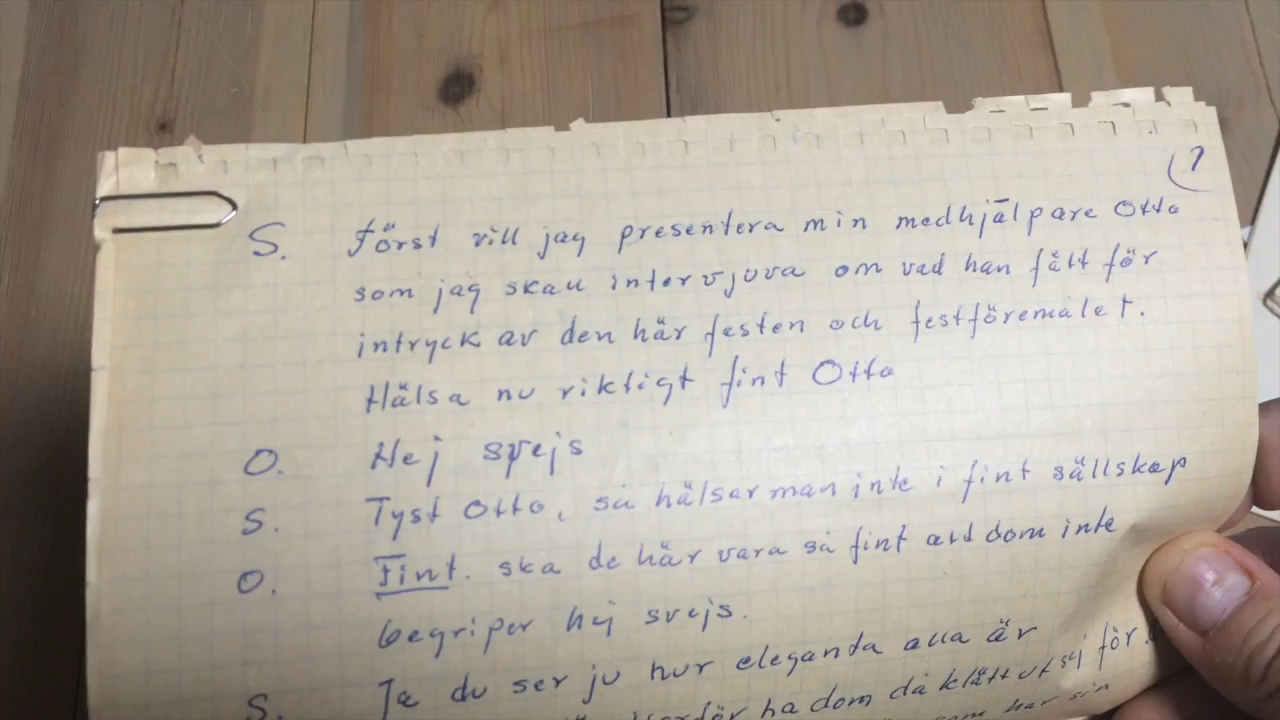 (1
S. Först vill jag presentera min medhjälpare Otto
som jag skall intervjuva om vad han fått för
intryck av den här festen och festföremålet.
Hälsa nu riktigt fint Otto
O. Hej svejs
S. Tyst Otto, så hälsar man inte i fint sällskap
O. Fint. ska de här vara så fint att dom inte
begriper hej svejs.
S. Ja du ser ju hur eleganta alla är
ha dom då klätt ut sej för
som har sin